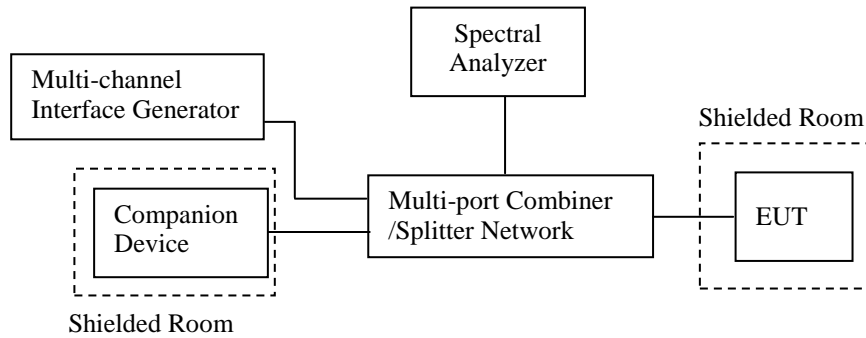 Spectral
Analyzer
Multi-channel
Interface Generator
Shielded Room
Companion
Device
Multi-port Combiner
/Splitter Network
EUT
Shielded Room